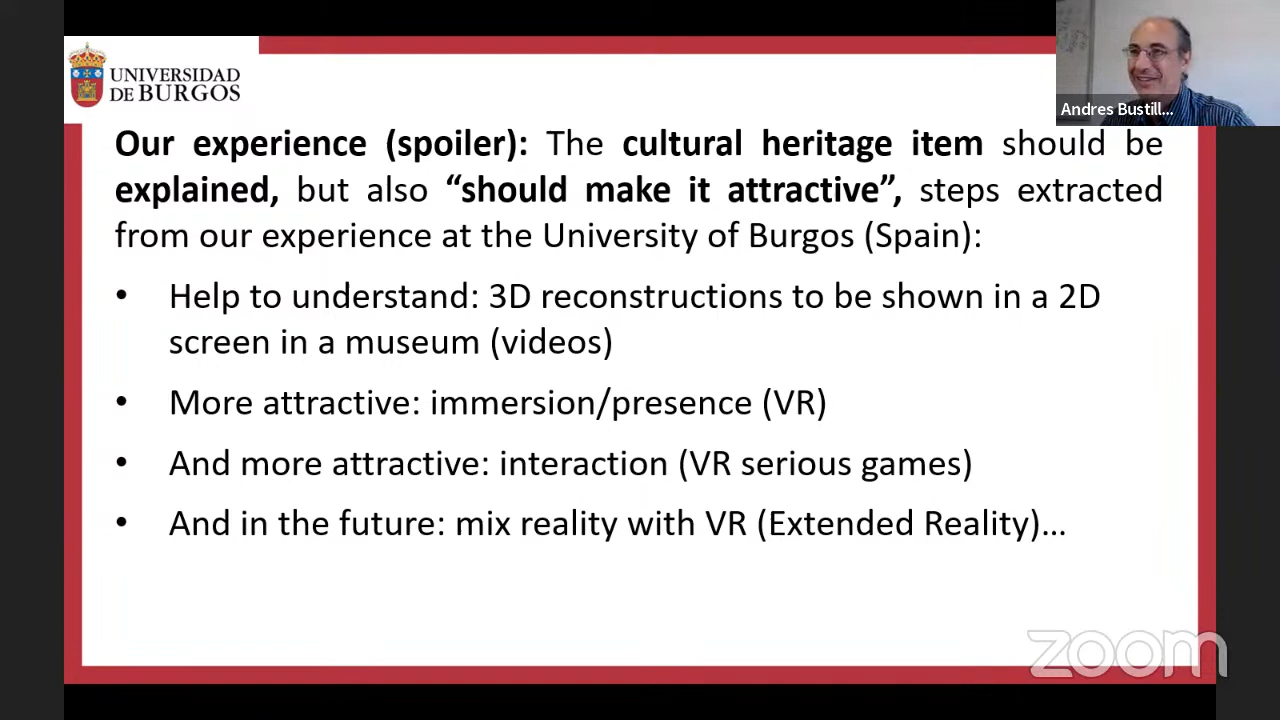 UNIVERSIDAD
DE BURGOS
Andres Bustill...
Our experience (spoiler): The cultural heritage item should be
explained, but also “should make it attractive”, steps extracted
from our experience at the University of Burgos (Spain):
• Help to understand: 3D reconstructions to be shown in a 2D
screen in a museum (videos)
• More attractive: immersion/presence (VR)
• And more attractive: interaction (VR serious games)
• And in the future: mix reality with VR (Extended Reality)…
zoom